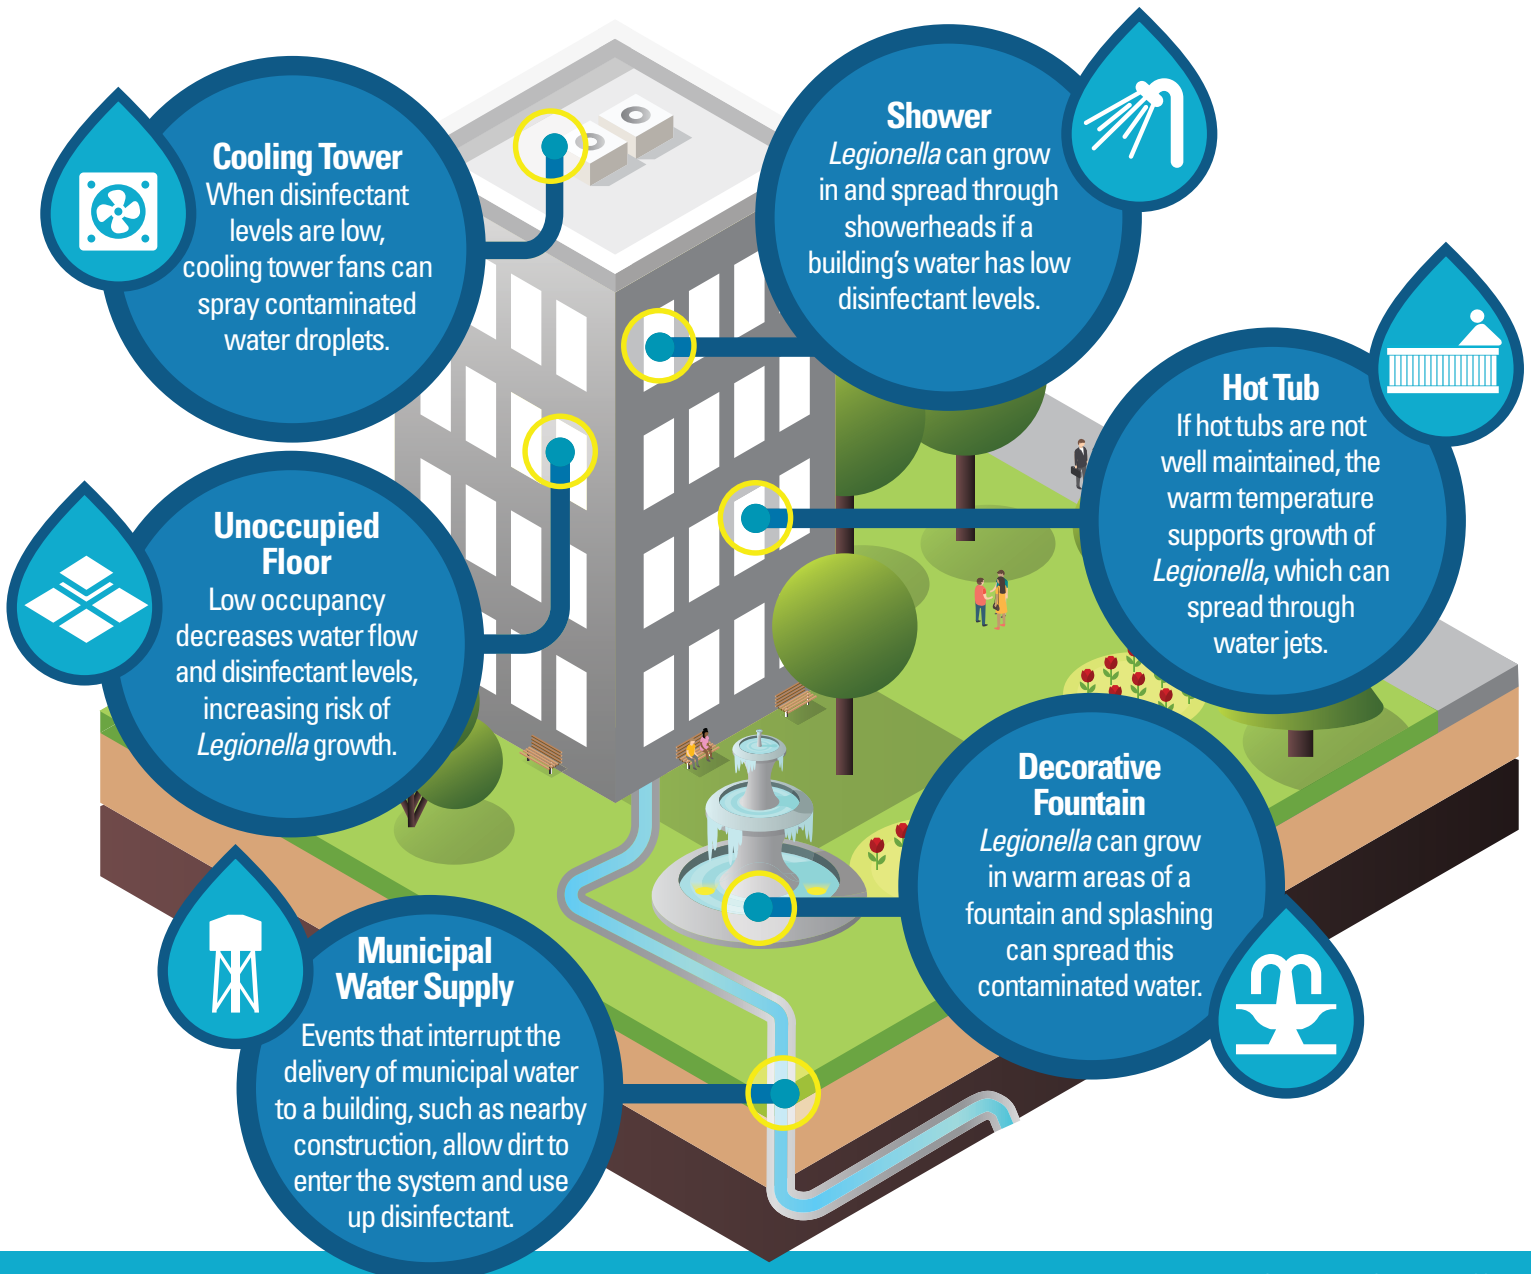 Cooling Tower
When disinfectant
levels are low,
cooling tower fans can
spray contaminated
water droplets.
Shower
Legionella can grow
in and spread through
showerheads if a
building's water has low
disinfectant levels.
Hot Tub
If hot tubs are not
well maintained, the
warm temperature
supports growth of
Legionella, which can
spread through
water jets.
Unoccupied
Floor
Low occupancy
decreases water flow
and disinfectant levels,
increasing risk of
Legionella growth.
Decorative
Fountain
Legionella can grow
in warm areas of a
fountain and splashing
can spread this
contaminated water.
Municipal
Water Supply
Events that interrupt the
delivery of municipal water
to a building, such as nearby
construction, allow dirt to
enter the system and use
up disinfectant.